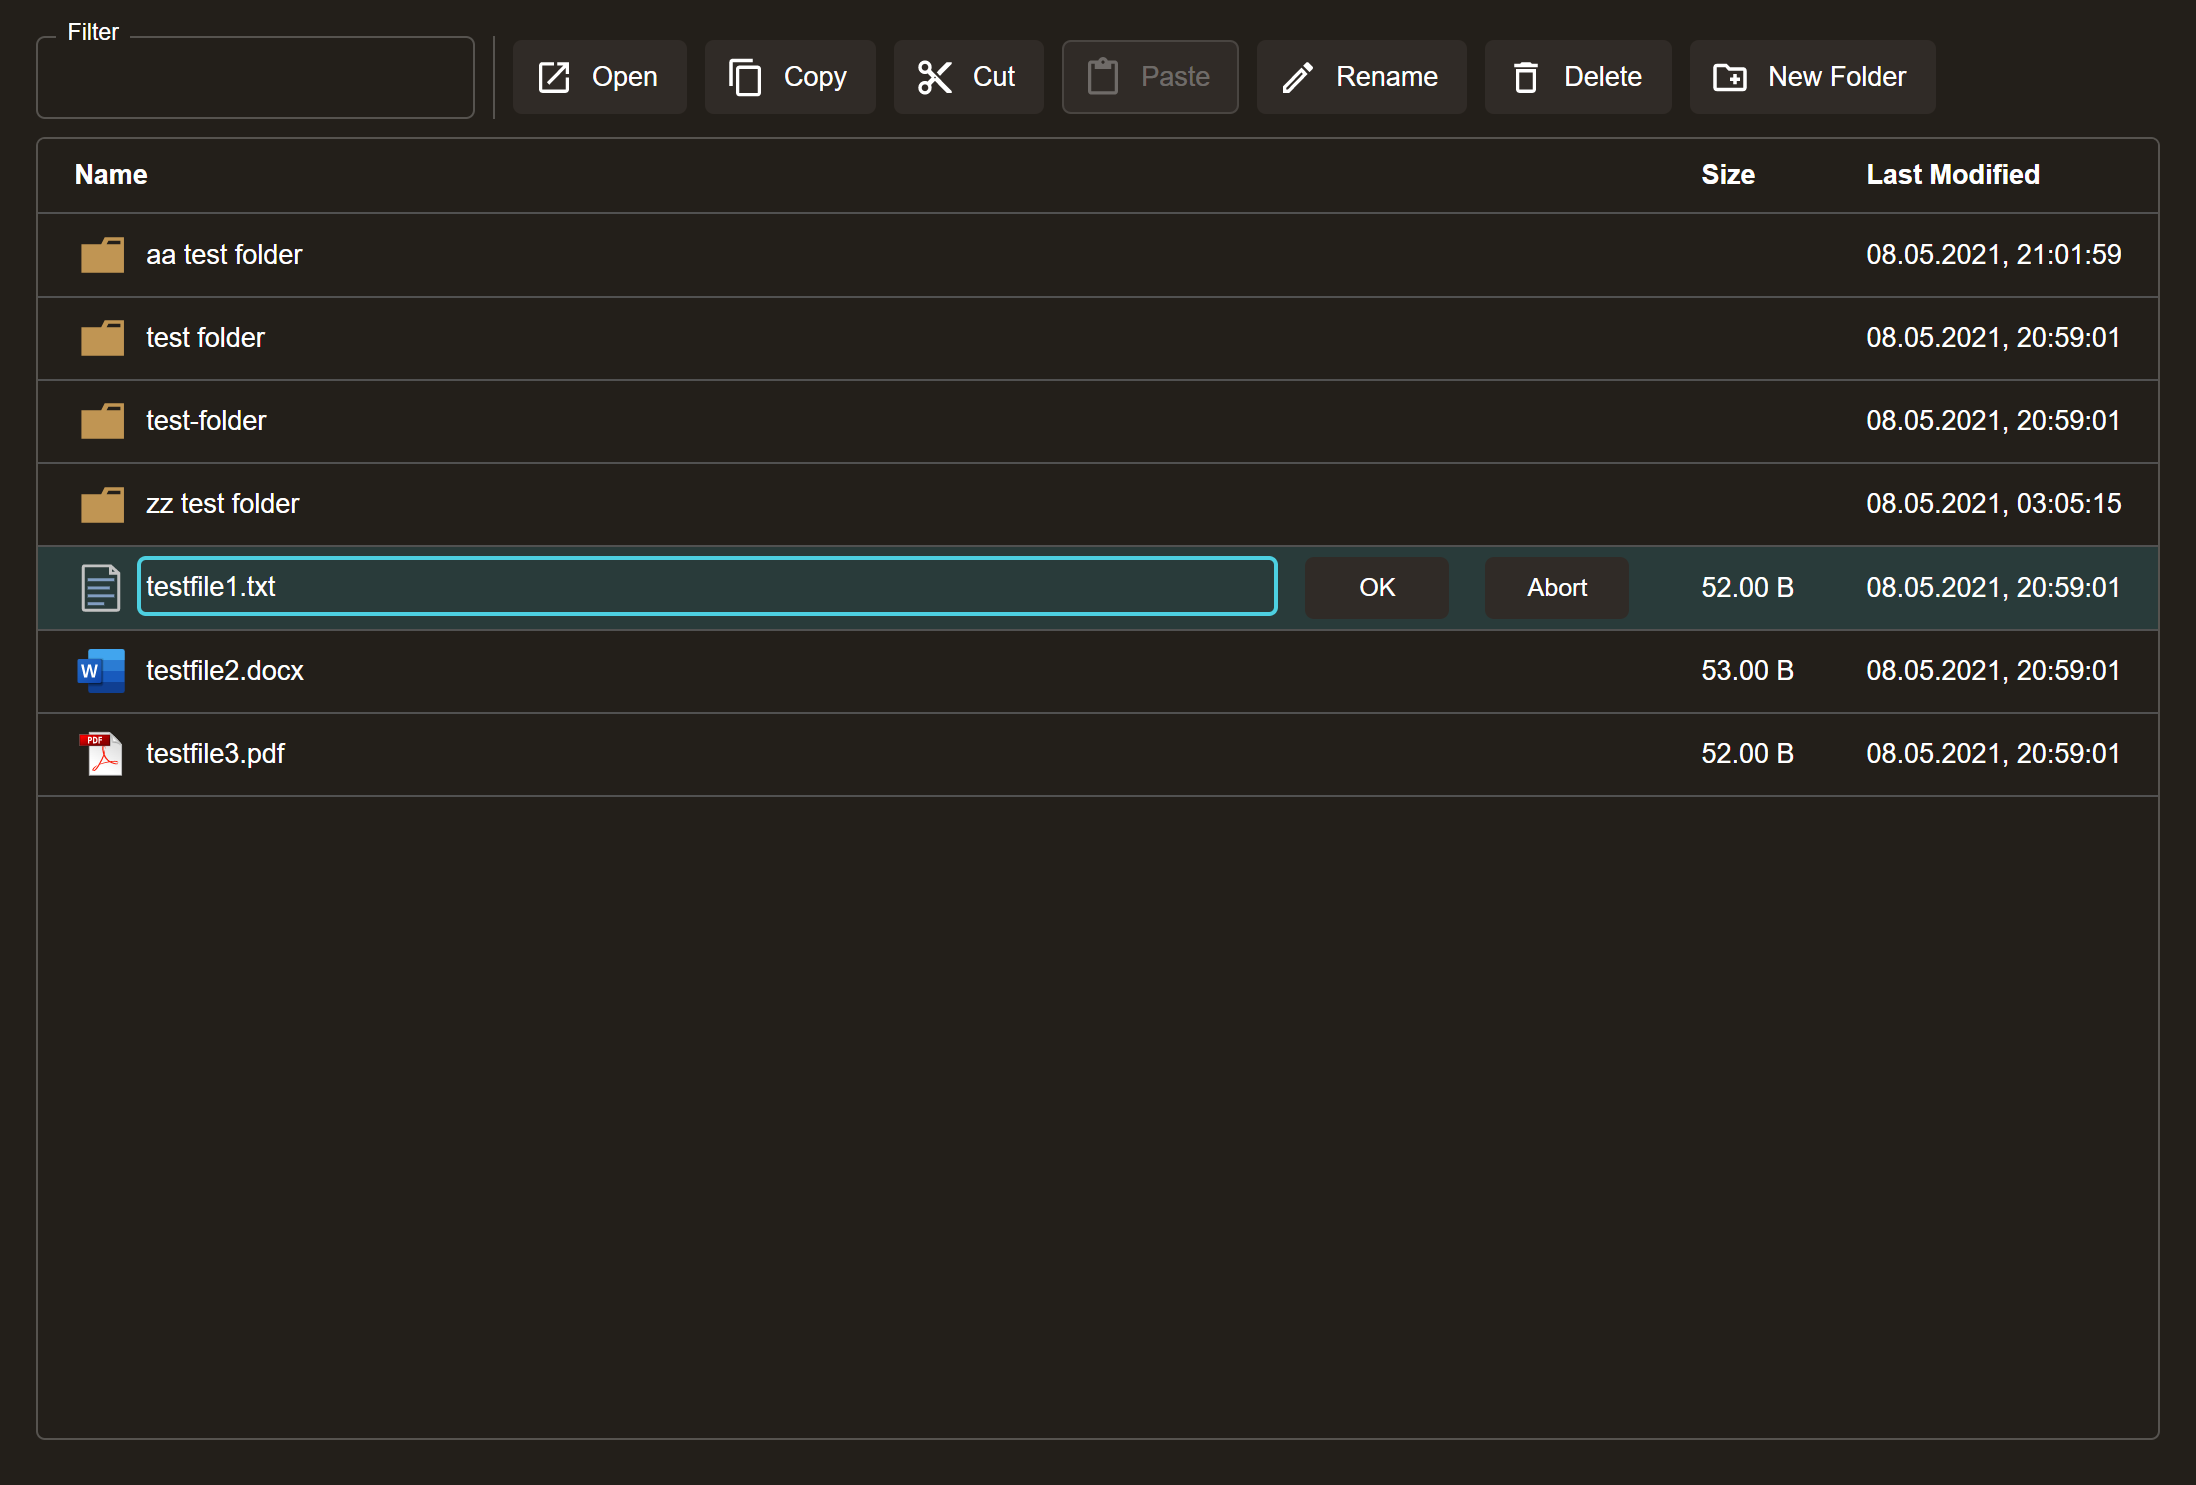 Filter
Open Copy Cut Paste Rename Delete New Folder
Name Size Last Modified
aa test folder 08.05.2021, 21:01:59
test folder 08.05.2021, 20:59:01
test-folder 08.05.2021, 20:59:01
zz test folder 08.05.2021, 03:05:15
testfile1.txt OK Abort 52.00 B 08.05.2021, 20:59:01
W testfile2.docx 53.00 B 08.05.2021, 20:59:01
PDF testfile3.pdf 52.00 B 08.05.2021, 20:59:01